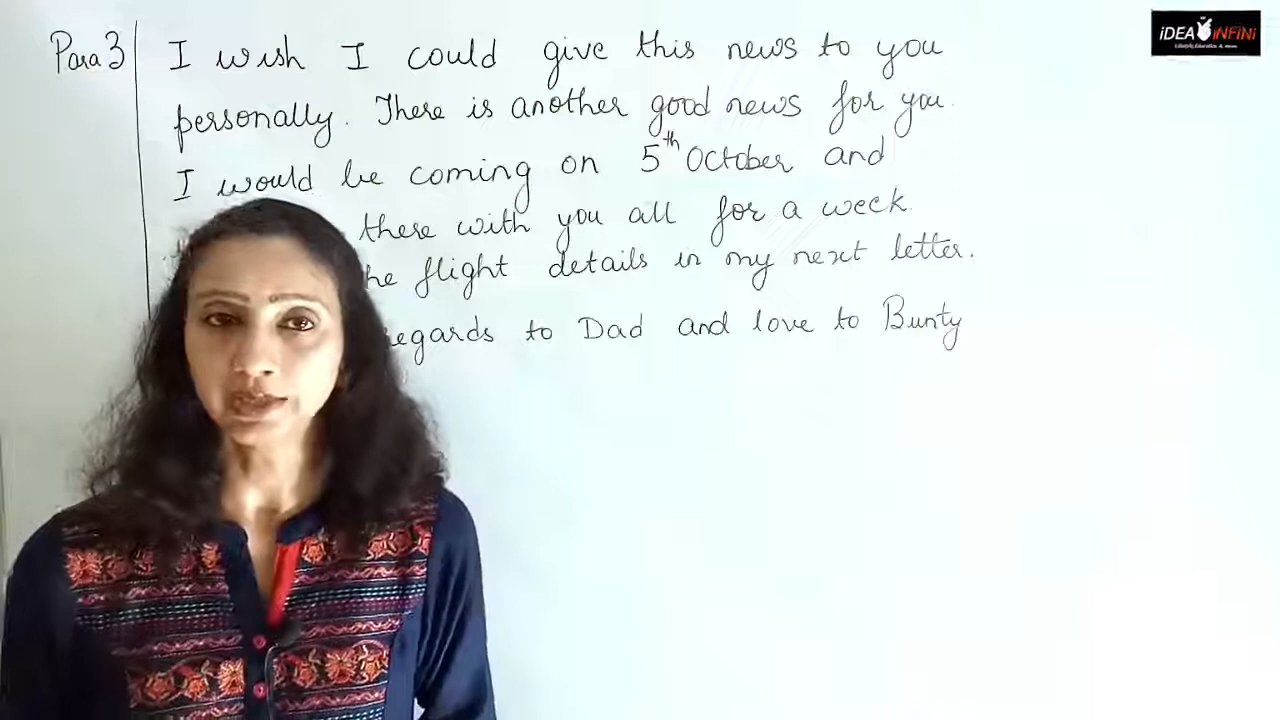 Para 3
I wish I could give this news to you
personally. There is another good news for you.
I would be coming on 5th October and
there with you all for a week.
he flight details in my next letter.
regards to Dad and love to Bunty
IDEA INFINI